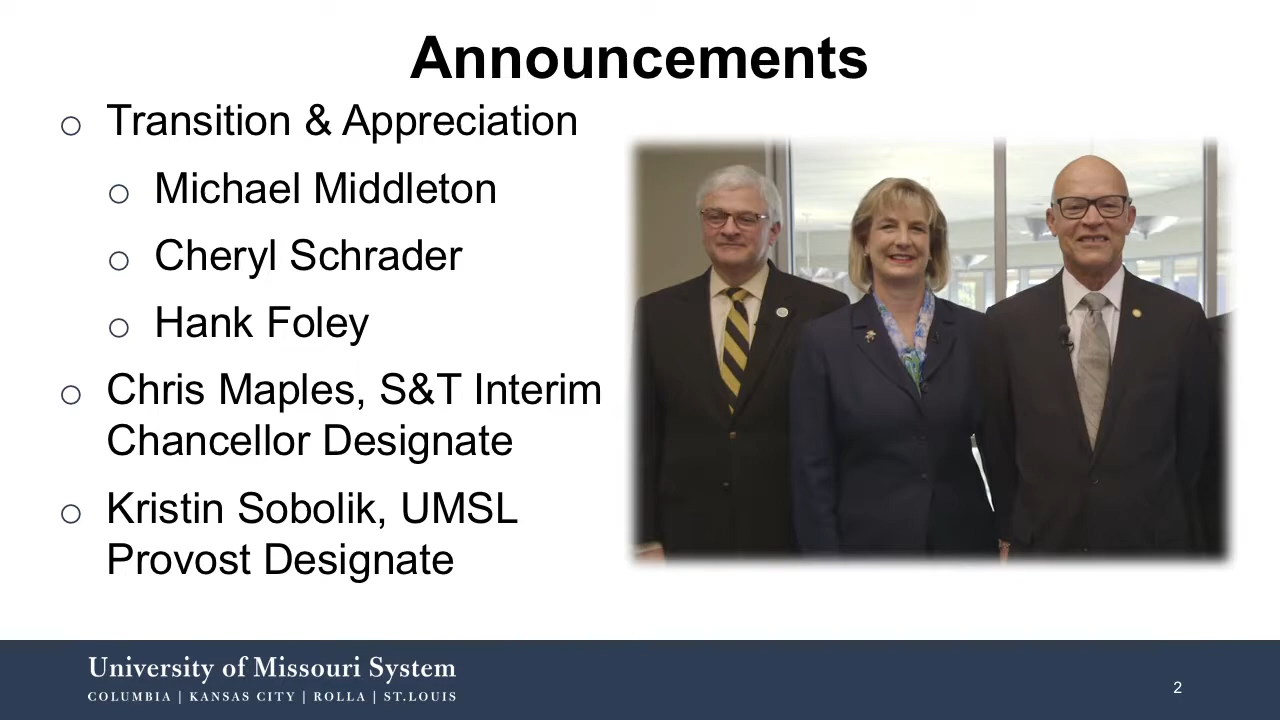 Announcements
Transition & Appreciation
Michael Middleton
Cheryl Schrader
Hank Foley
Chris Maples, S&T Interim
Chancellor Designate
Kristin Sobolik, UMSL
Provost Designate
University of Missouri System
COLUMBIA | KANSAS CITY | ROLLA | ST.LOUIS
2